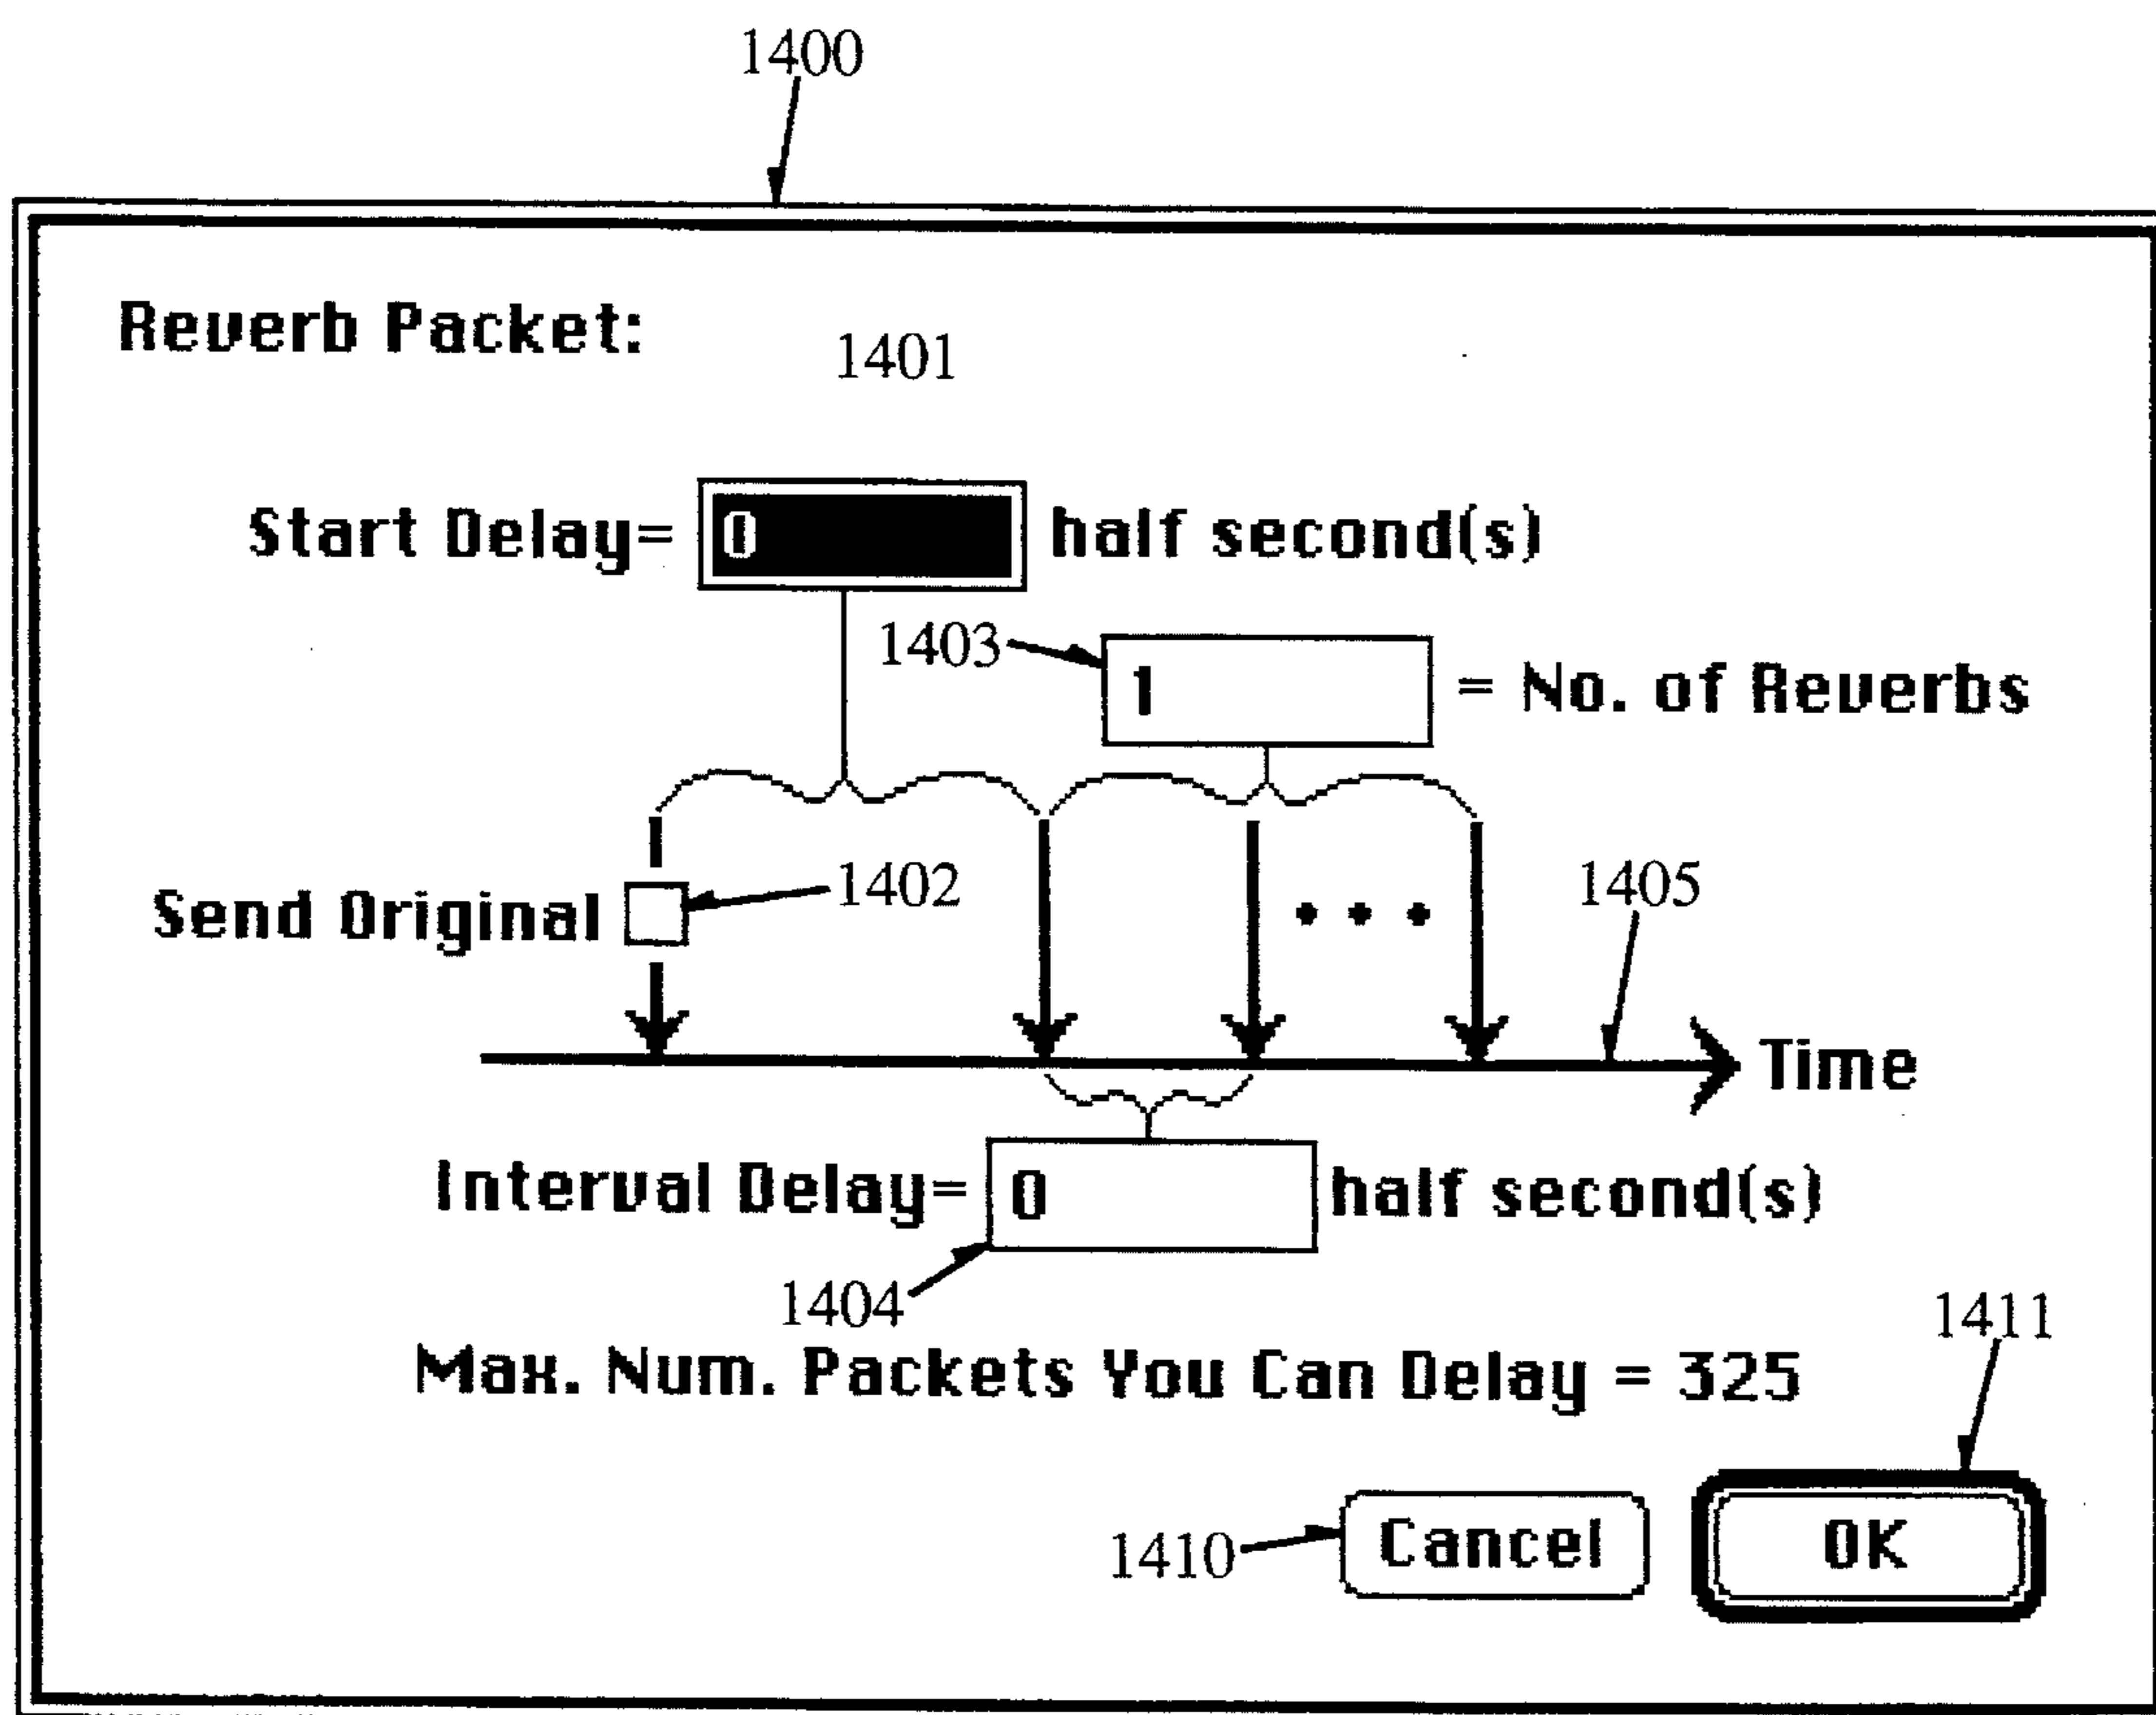 1400
Reverb Packet:
1401
Start Delay= 0 half second(s)
1403 1 = No. of Reverbs
Send Original 1402 • • • 1405
Time
Interval Delay= 0 half second(s)
1404
1411
Max. Num. Packets You Can Delay = 325
1410 Cancel OK